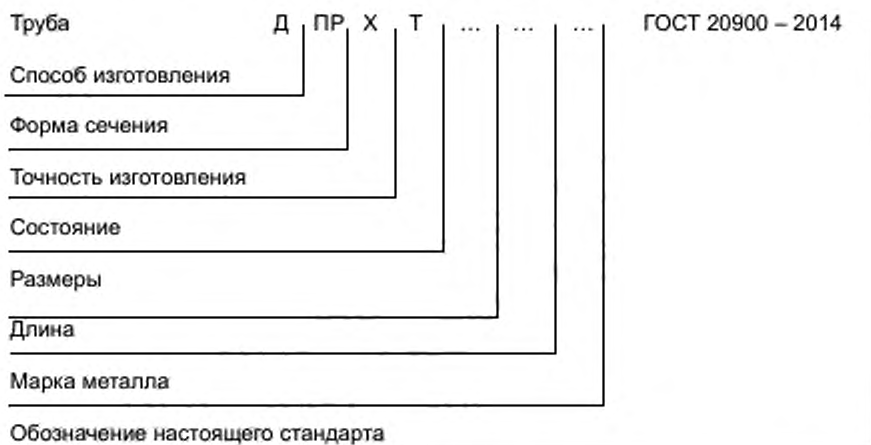 Труба Д ПР Х Т ... ... ... ГОСТ 20900 – 2014
Способ изготовления
Форма сечения
Точность изготовления
Состояние
Размеры
Длина
Марка металла
Обозначение настоящего стандарта